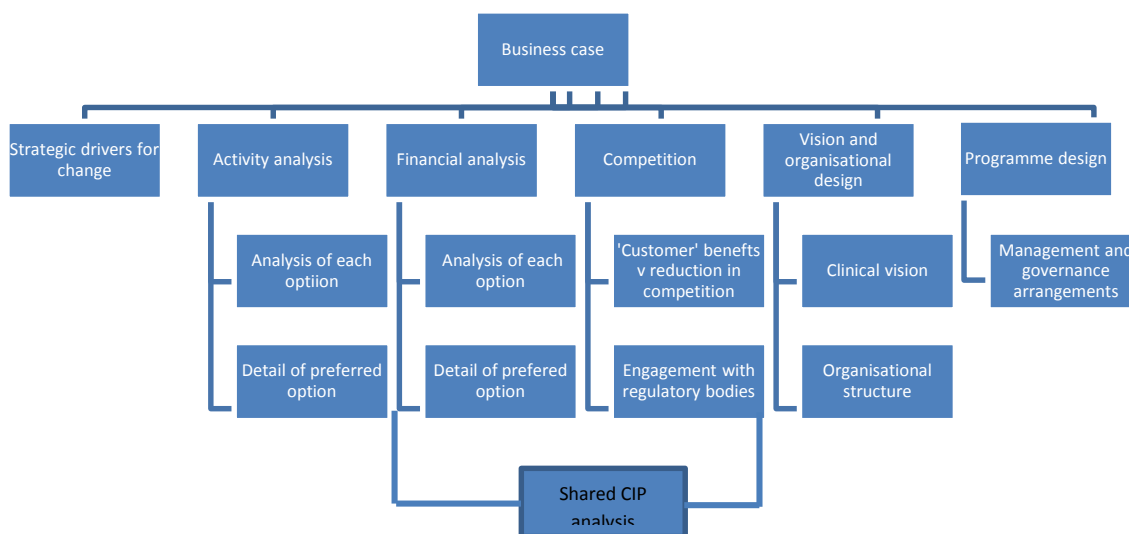 Business case
Strategic drivers for
change
Activity analysis
Financial analysis
Competition
Vision and
organisational
design
Programme design
Analysis of each
optiion
Analysis of each
option
'Customer' benefts
v reduction in
competition
Clinical vision
Management and
governance
arrangements
Detail of preferred
option
Detail of preferred
option
Engagement with
regulatory bodies
Organisational
structure
Shared CIP
analysis